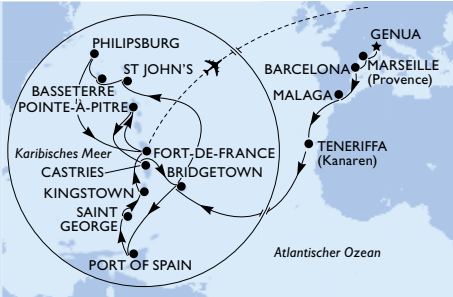 PHILIPSBURG
ST JOHN'S
BASSETERRE
POINTE-À-PITRE
Karibisches Meer
FORT-DE-FRANCE
CASTRIES
BRIDGETOWN
KINGSTOWN
SAINT
GEORGE
PORT OF SPAIN
GENUA
MARSEILLE
(Provence)
BARCELONA
MALAGA
TENERIFFA
(Kanaren)
Atlantischer Ozean